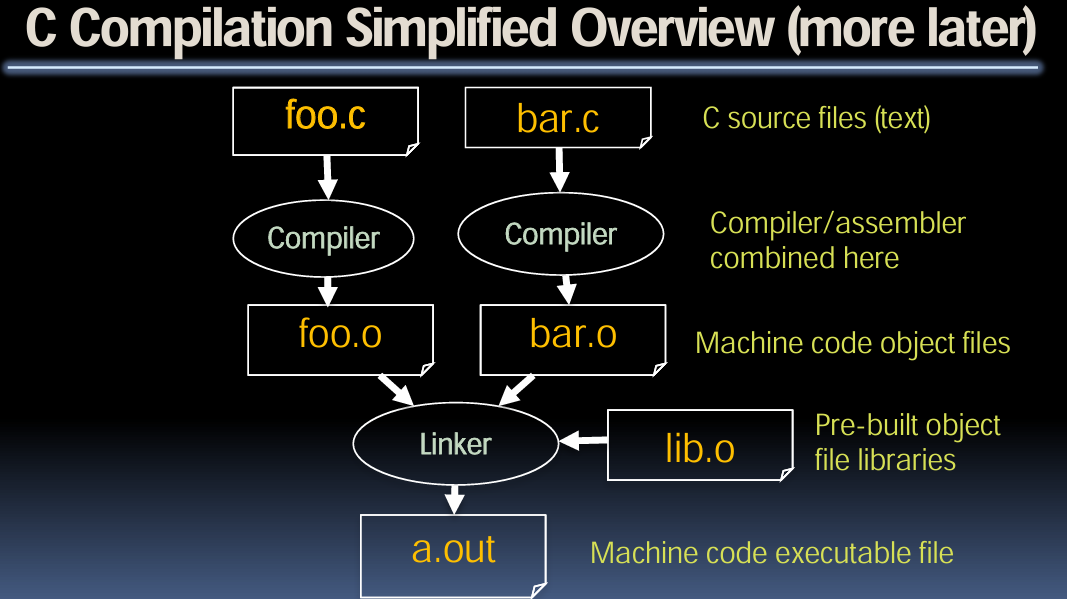 C Compilation Simplified Overview (more later)
foo.c
bar.c
C source files (text)
Compiler
Compiler
Compiler/assembler
combined here
foo.o
bar.o
Machine code object files
Linker
lib.o
Pre-built object
file libraries
a.out
Machine code executable file